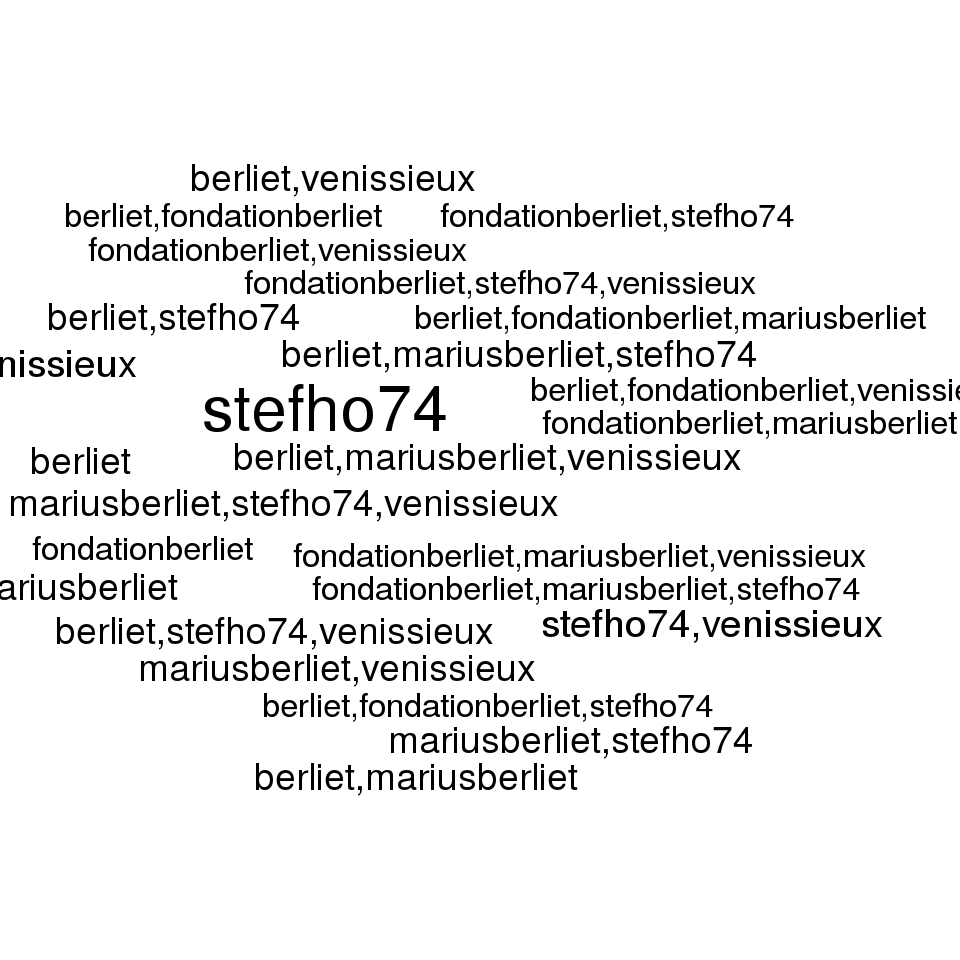 berliet,venissieux
berliet,fondationberliet fondationberliet,stefho74
fondationberliet,venissieux
fondationberliet,stefho74,venissieux
berliet,stefho74 berliet,fondationberliet,mariusberliet
nissieux berliet,mariusberliet,stefho74
stefho74 berliet,fondationberliet,venissie
fondationberliet,mariusberliet
berliet berliet,mariusberliet,venissieux
mariusberliet,stefho74,venissieux
fondationberliet fondationberliet,mariusberliet,venissieux
ariusberliet fondationberliet,mariusberliet,stefho74
berliet,stefho74,venissieux stefho74,venissieux
mariusberliet,venissieux
berliet,fondationberliet,stefho74
mariusberliet,stefho74
berliet,mariusberliet